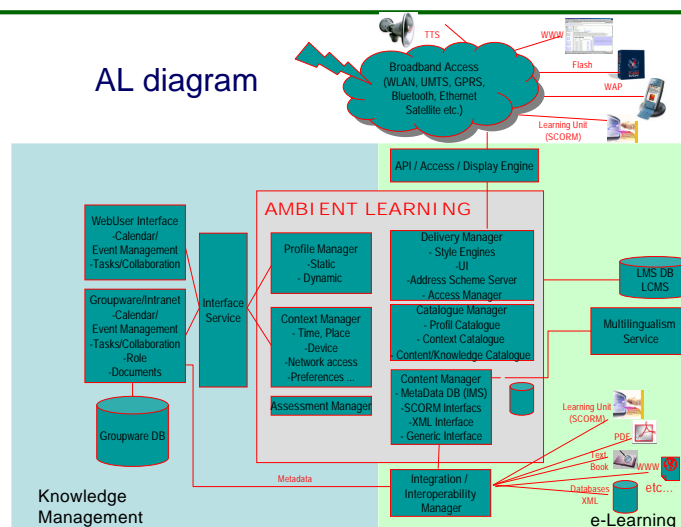 AL diagram
TTS
WWW
Flash
WAP
Learning Unit
(SCORM)
Broadband Access
(WLAN, UMTS, GPRS,
Bluetooth, Ethernet
Satellite etc.)
API / Access / Display Engine
AMBIENT LEARNING
WebUser Interface
-Calendar/
Event Management
-Tasks/Collaboration
Groupware/Intranet
-Calendar/
Event Management
-Tasks/Collaboration
-Role
-Documents
Groupware DB
Interface
Service
Profile Manager
-Static
- Dynamic
Context Manager
- Time, Place
-Device
-Network access
-Preferences ...
Assessment Manager
Delivery Manager
- Style Engines
-UI
-Address Scheme Server
- Access Manager
Catalogue Manager
- Profil Catalogue
- Context Catalogue
- Content/Knowledge Catalogue
Content Manager
- MetaData DB (IMS)
-SCORM Interfacs
-XML Interface
- Generic Interface
LMS DB
LCMS
Multilingualism
Service
Metadata
Integration /
Interoperability
Manager
Learning Unit
(SCORM)
PDF
Text
Book
WWW
etc...
Databases
XML
Knowledge
Management
e-Learning